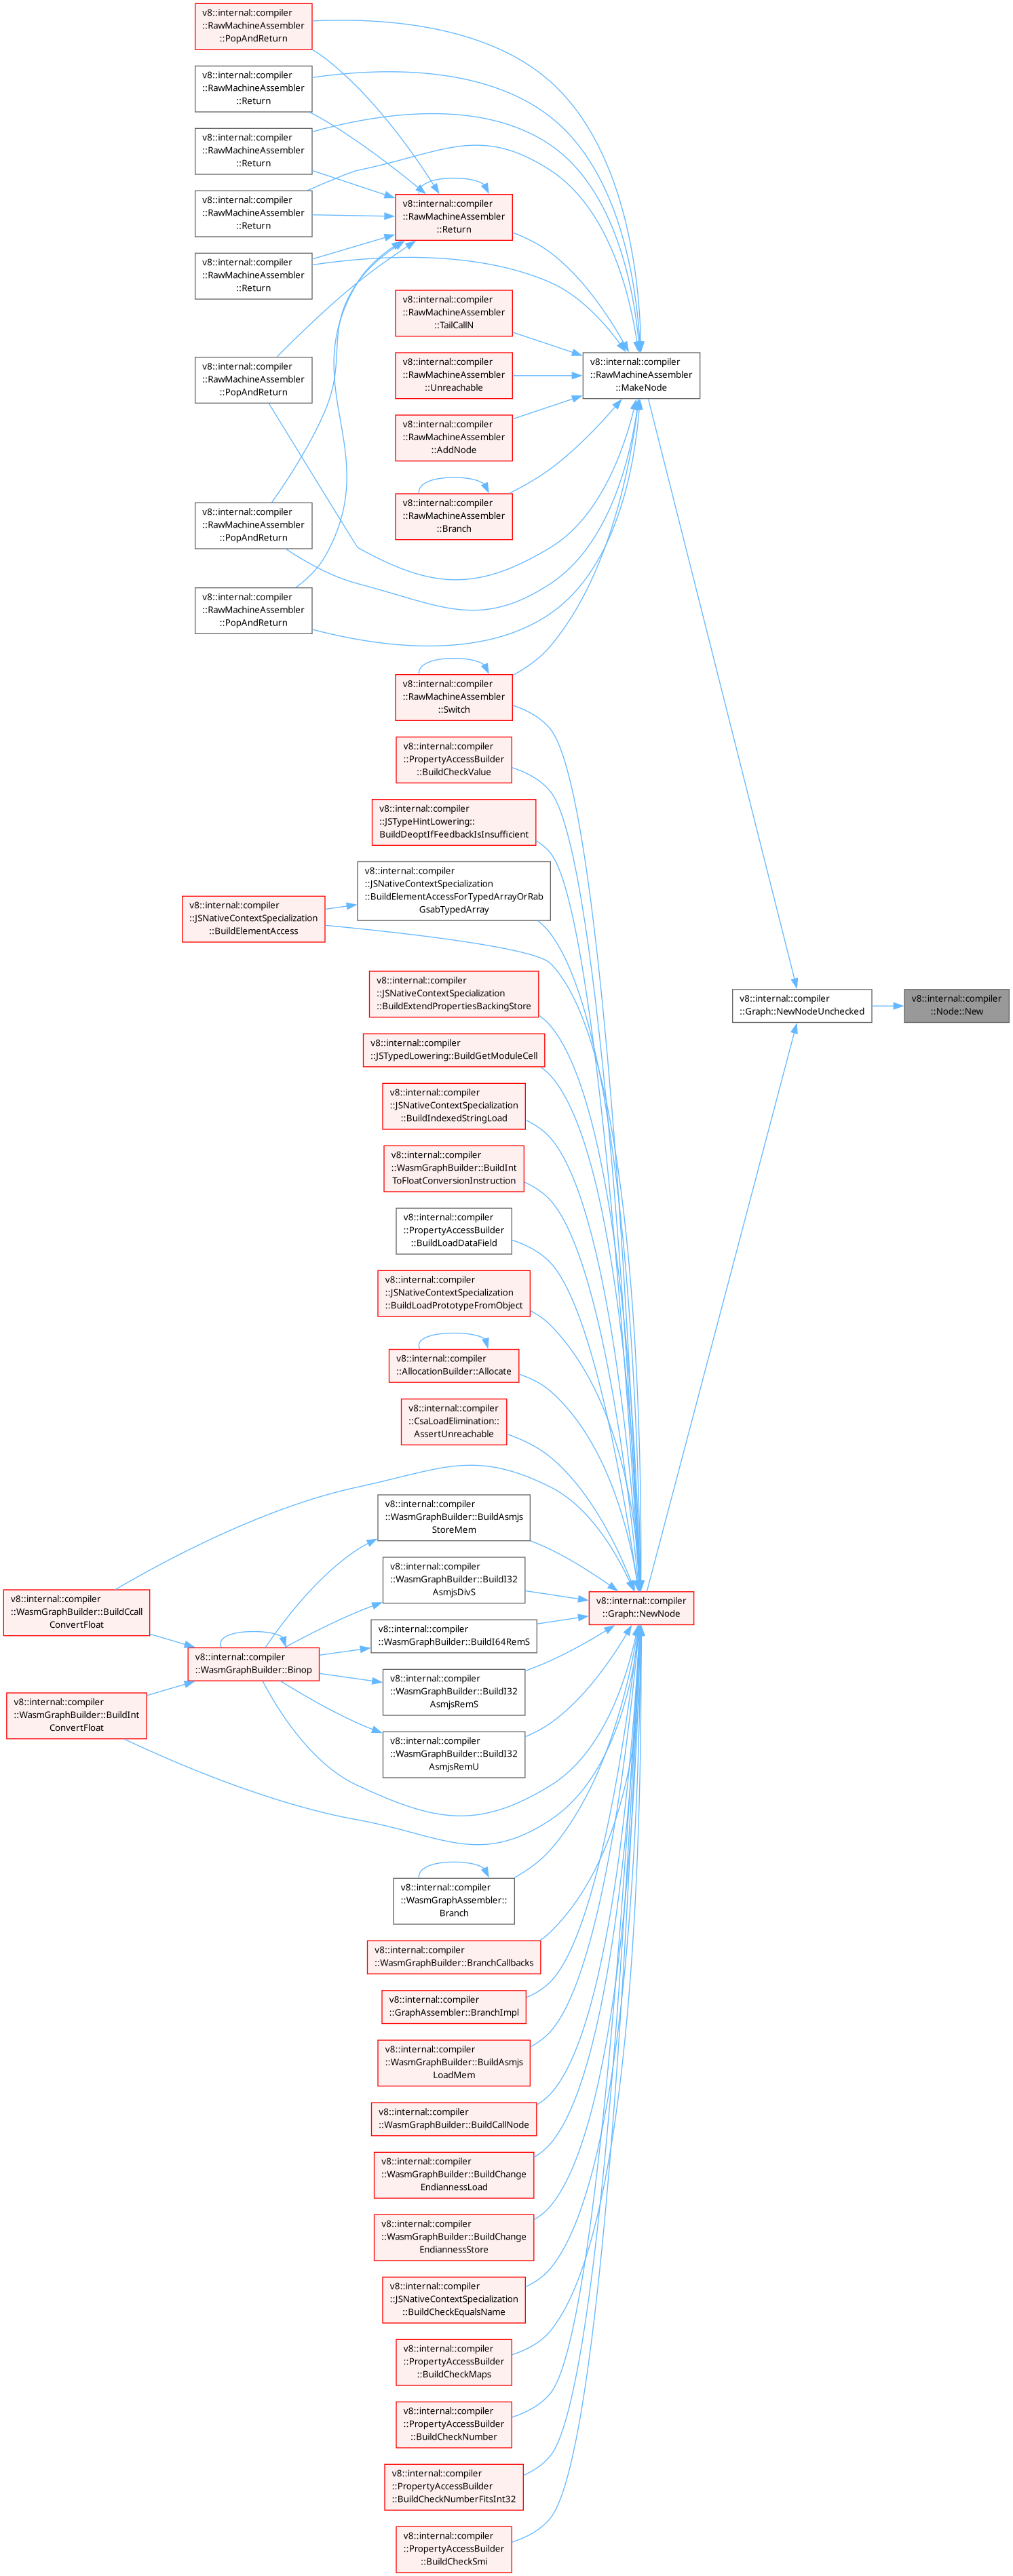 v8::internal::compiler
::RawMachineAssembler
::PopAndReturn
v8::internal::compiler
::RawMachineAssembler
::Return
v8::internal::compiler
::RawMachineAssembler
::Return
v8::internal::compiler
::RawMachineAssembler
::Return
v8::internal::compiler
::RawMachineAssembler
::Return
v8::internal::compiler
::RawMachineAssembler
::Return
v8::internal::compiler
::RawMachineAssembler
::TailCallN
v8::internal::compiler
::RawMachineAssembler
::Unreachable
v8::internal::compiler
::RawMachineAssembler
::MakeNode
v8::internal::compiler
::RawMachineAssembler
::PopAndReturn
v8::internal::compiler
::RawMachineAssembler
::AddNode
v8::internal::compiler
::RawMachineAssembler
::Branch
v8::internal::compiler
::RawMachineAssembler
::PopAndReturn
v8::internal::compiler
::RawMachineAssembler
::PopAndReturn
v8::internal::compiler
::RawMachineAssembler
::Switch
v8::internal::compiler
::PropertyAccessBuilder
::BuildCheckValue
v8::internal::compiler
::JSTypeHintLowering::
BuildDeoptIfFeedbackIsInsufficient
v8::internal::compiler
::JSNativeContextSpecialization
::BuildElementAccessForTypedArrayOrRab
GsabTypedArray
v8::internal::compiler
::JSNativeContextSpecialization
::BuildElementAccess
v8::internal::compiler
::JSNativeContextSpecialization
::BuildExtendPropertiesBackingStore
v8::internal::compiler
::Graph::NewNodeUnchecked
v8::internal::compiler
::Node::New
v8::internal::compiler
::JSTypedLowering::BuildGetModuleCell
v8::internal::compiler
::JSNativeContextSpecialization
::BuildIndexedStringLoad
v8::internal::compiler
::WasmGraphBuilder::BuildInt
ToFloatConversionInstruction
v8::internal::compiler
::PropertyAccessBuilder
::BuildLoadDataField
v8::internal::compiler
::JSNativeContextSpecialization
::BuildLoadPrototypeFromObject
v8::internal::compiler
::AllocationBuilder::Allocate
v8::internal::compiler
::CsaLoadElimination::
AssertUnreachable
v8::internal::compiler
::WasmGraphBuilder::BuildAsmjs
StoreMem
v8::internal::compiler
::WasmGraphBuilder::BuildI32
AsmjsDivS
v8::internal::compiler
::WasmGraphBuilder::BuildCcall
ConvertFloat
v8::internal::compiler
::Graph::NewNode
v8::internal::compiler
::WasmGraphBuilder::BuildI64RemS
v8::internal::compiler
::WasmGraphBuilder::Binop
v8::internal::compiler
::WasmGraphBuilder::BuildI32
AsmjsRemS
v8::internal::compiler
::WasmGraphBuilder::BuildInt
ConvertFloat
v8::internal::compiler
::WasmGraphBuilder::BuildI32
AsmjsRemU
v8::internal::compiler
::WasmGraphAssembler::
Branch
v8::internal::compiler
::WasmGraphBuilder::BranchCallbacks
v8::internal::compiler
::GraphAssembler::BranchImpl
v8::internal::compiler
::WasmGraphBuilder::BuildAsmjs
LoadMem
v8::internal::compiler
::WasmGraphBuilder::BuildCallNode
v8::internal::compiler
::WasmGraphBuilder::BuildChange
EndiannessLoad
v8::internal::compiler
::WasmGraphBuilder::BuildChange
EndiannessStore
v8::internal::compiler
::JSNativeContextSpecialization
::BuildCheckEqualsName
v8::internal::compiler
::PropertyAccessBuilder
::BuildCheckMaps
v8::internal::compiler
::PropertyAccessBuilder
::BuildCheckNumber
v8::internal::compiler
::PropertyAccessBuilder
::BuildCheckNumberFitsInt32
v8::internal::compiler
::PropertyAccessBuilder
::BuildCheckSmi